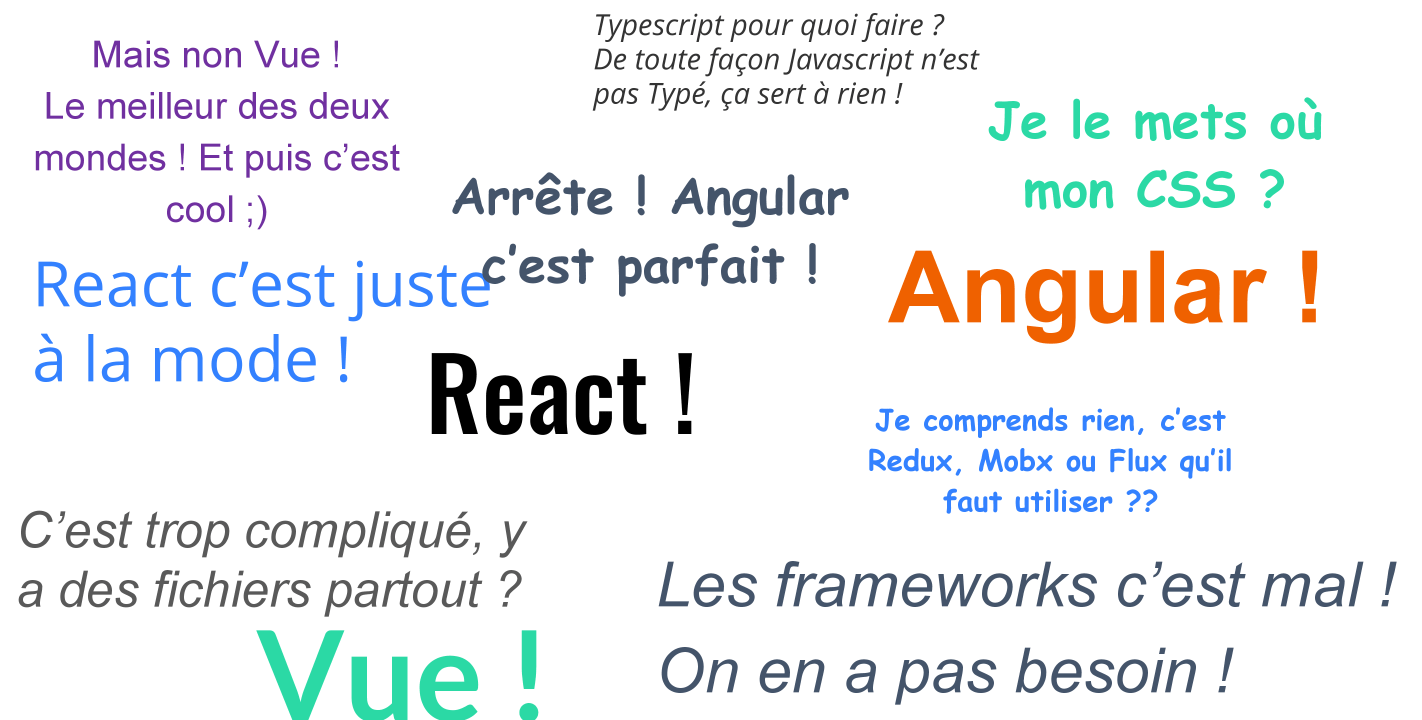 Typescript pour quoi faire ?
De toute façon Javascript n’est
pas Typé, ça sert à rien !
Mais non Vue !
Le meilleur des deux
mondes ! Et puis c’est
cool ;)
Je le mets où
mon CSS ?
Arrête ! Angular
c’est parfait !
React c’est juste
à la mode !
Angular !
React !
Je comprends rien, c’est
Redux, Mobx ou Flux qu’il
faut utiliser ??
C’est trop compliqué, y
a des fichiers partout ?
Les frameworks c’est mal !
On en a pas besoin !
Vue !